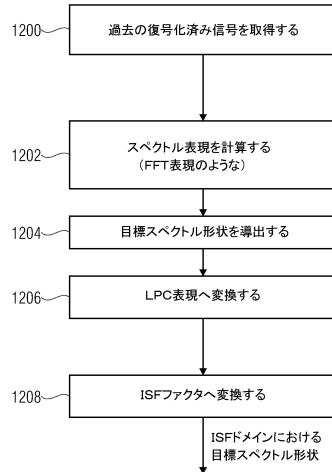 1200
過去の復号化済み信号を取得する
1202
スペクトル表現を計算する
(FFT表現のような)
1204
目標スペクトル形状を導出する
1206
LPC表現へ変換する
1208
ISFファクタへ変換する
ISFドメインにおける
目標スペクトル形状